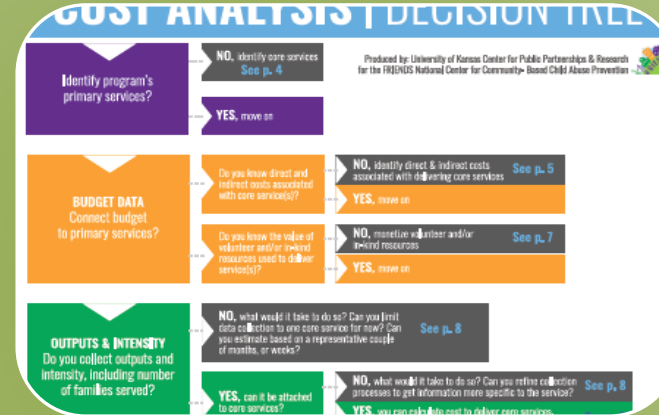 COST ANALYSIS | DECISION TREE
Produced by: University of Kansas Center for Public Partnerships & Research
for the FRIENDS National Center for Community- Based Child Abuse Prevention
Identify program's
primary services?
NO, identify core services
See p. 4
YES, move on
BUDGET DATA
Connect budget
to primary services?
Do you know direct and
indirect costs associated
with core service(s)?
NO, identify direct & indirect costs
associated with delivering core services
See p. 5
YES, move on
Do you know the value of
volunteer and/or in-kind
resources used to deliver
service(s)?
NO, monetize volunteer and/or
in-kind resources
See p. 7
YES, move on
OUTPUTS & INTENSITY
Do you collect outputs and
intensity, including number
of families served?
NO, what would it take to do so? Can you limit
data collection to one core service for now? Can
you estimate based on a representative couple
of months, or weeks?
See p. 8
YES, can it be attached
to core services?
NO, what would it take to do so? Can you refine collection
processes to get information more specific to the service?
See p. 8
YES, you can calculate cost to deliver core services,